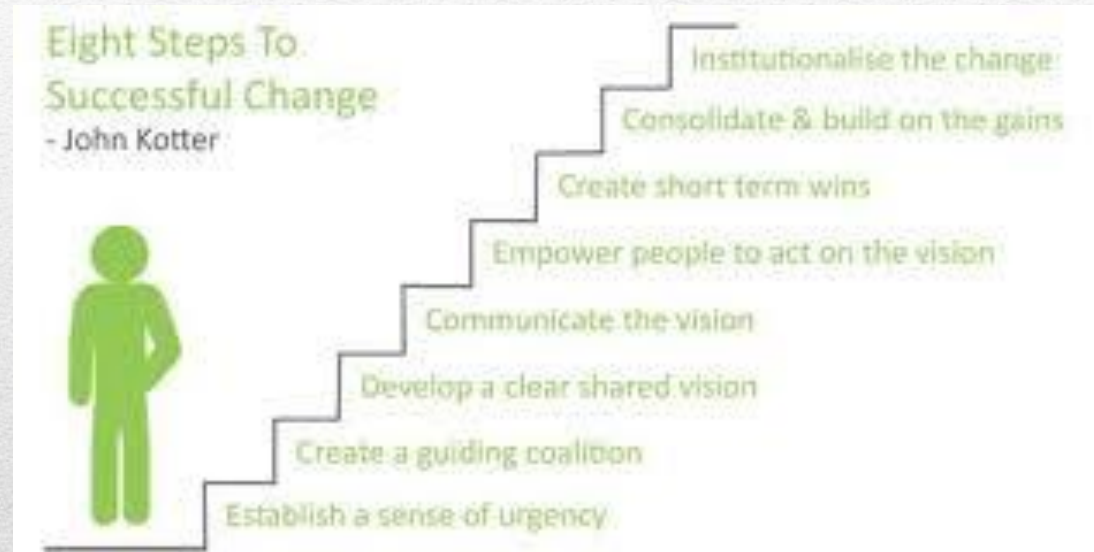 Eight Steps To
Successful Change
- John Kotter
Institutionalise the change
Consolidate & build on the gains
Create short term wins
Empower people to act on the vision
Communicate the vision
Develop a clear shared vision
Create a guiding coalition
Establish a sense of urgency